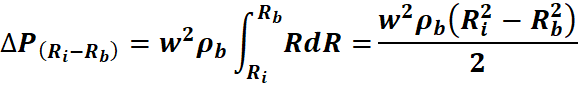 ΔP_(R_i−R_b) = w²ρ_b ∫_{R_i}^{R_b} RdR = w²ρ_b(R_i² − R_b²) / 2